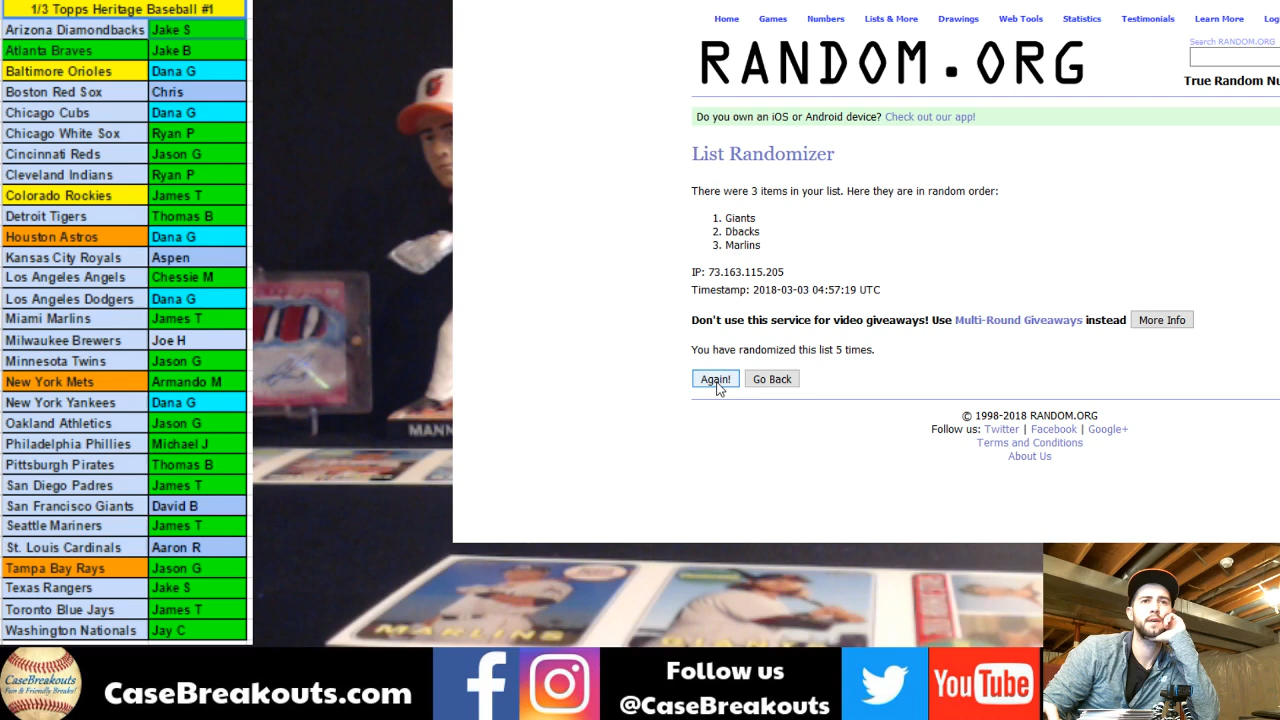 1/3 Topps Heritage Baseball #1
Arizona Diamondbacks Jake S
Atlanta Braves Jake B
Baltimore Orioles Dana G
Boston Red Sox Chris
Chicago Cubs Dana G
Chicago White Sox Ryan P
Cincinnati Reds Jason G
Cleveland Indians Ryan P
Colorado Rockies James T
Detroit Tigers Thomas B
Houston Astros Dana G
Kansas City Royals Aspen
Los Angeles Angels Chessie M
Los Angeles Dodgers Dana G
Miami Marlins James T
Milwaukee Brewers Joe H
Minnesota Twins Jason G
New York Mets Armando M
New York Yankees Dana G
Oakland Athletics Jason G
Philadelphia Phillies Michael J
Pittsburgh Pirates Thomas B
San Diego Padres James T
San Francisco Giants David B
Seattle Mariners James T
St. Louis Cardinals Aaron R
Tampa Bay Rays Jason G
Texas Rangers Jake S
Toronto Blue Jays James T
Washington Nationals Jay C
Home Games Numbers Lists & More Drawings Web Tools Statistics Testimonials Learn More Log
Search RANDOM.ORG
RANDOM.ORG
True Random Nu
Do you own an iOS or Android device? Check out our app!
List Randomizer
There were 3 items in your list. Here they are in random order:
1. Giants
2. Dbacks
3. Marlins
IP: 73.163.115.205
Timestamp: 2018-03-03 04:57:19 UTC
Don't use this service for video giveaways! Use Multi-Round Giveaways instead More Info
You have randomized this list 5 times.
Again! Go Back
© 1998-2018 RANDOM.ORG
Follow us: Twitter | Facebook | Google+
Terms and Conditions
About Us
MANN
MARLINS
CaseBreakouts
Fun & Friendly Breaks!
CaseBreakouts.com
Follow us
@CaseBreakouts
YouTube